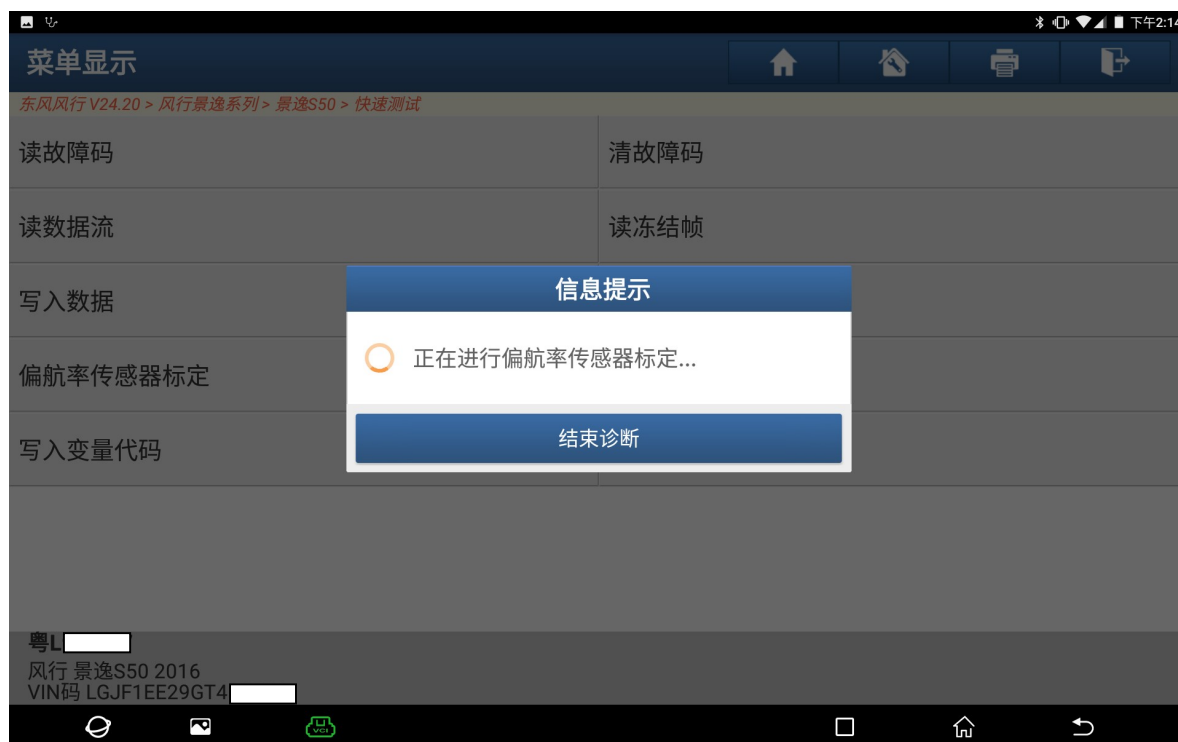 下午2:14
菜单显示
东风风行 V24.20 > 风行景逸系列 > 景逸S50 > 快速测试
读故障码
清故障码
读数据流
读冻结帧
写入数据
信息提示
正在进行偏航率传感器标定...
偏航率传感器标定
结束诊断
写入变量代码
粤L
风行 景逸S50 2016
VIN码 LGJF1EE29GT4
VCI